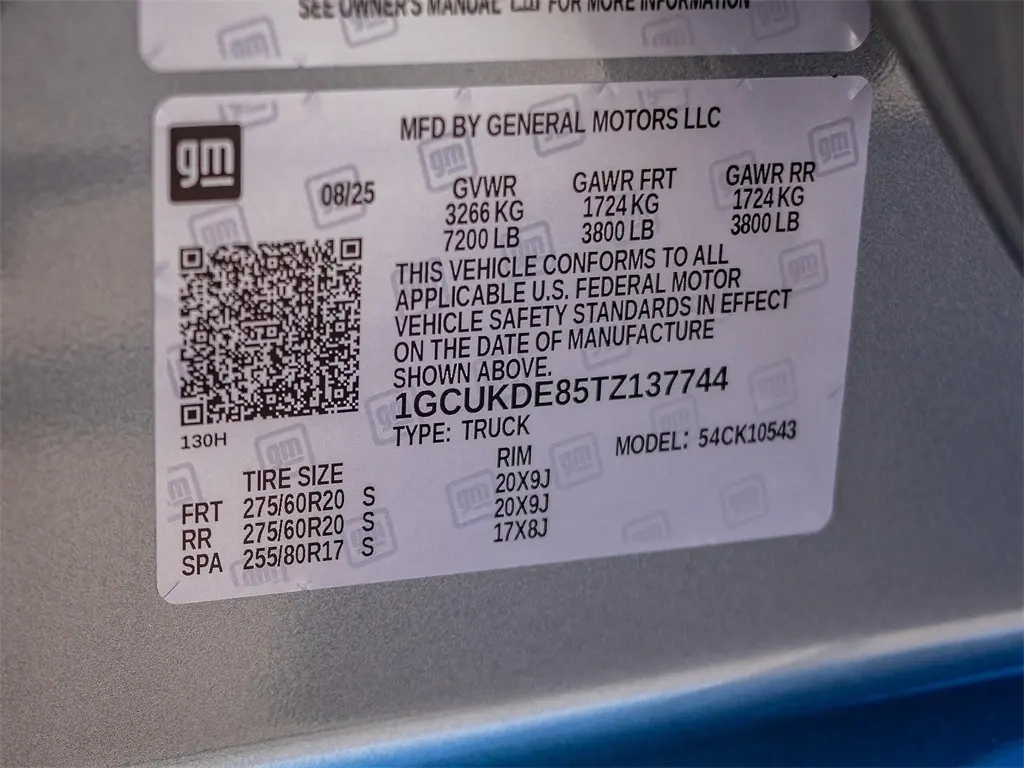 SEE OWNER'S MANUAL FOR MORE INFORMATION
gm
MFD BY GENERAL MOTORS LLC
08/25
GVWR GAWR FRT GAWR RR
3266 KG 1724 KG 1724 KG
7200 LB 3800 LB 3800 LB
THIS VEHICLE CONFORMS TO ALL
APPLICABLE U.S. FEDERAL MOTOR
VEHICLE SAFETY STANDARDS IN EFFECT
ON THE DATE OF MANUFACTURE
SHOWN ABOVE.
1GCUKDE85TZ137744
TYPE: TRUCK MODEL: 54CK10543
130H
TIRE SIZE RIM
FRT 275/60R20 S 20X9J
RR 275/60R20 S 20X9J
SPA 255/80R17 S 17X8J